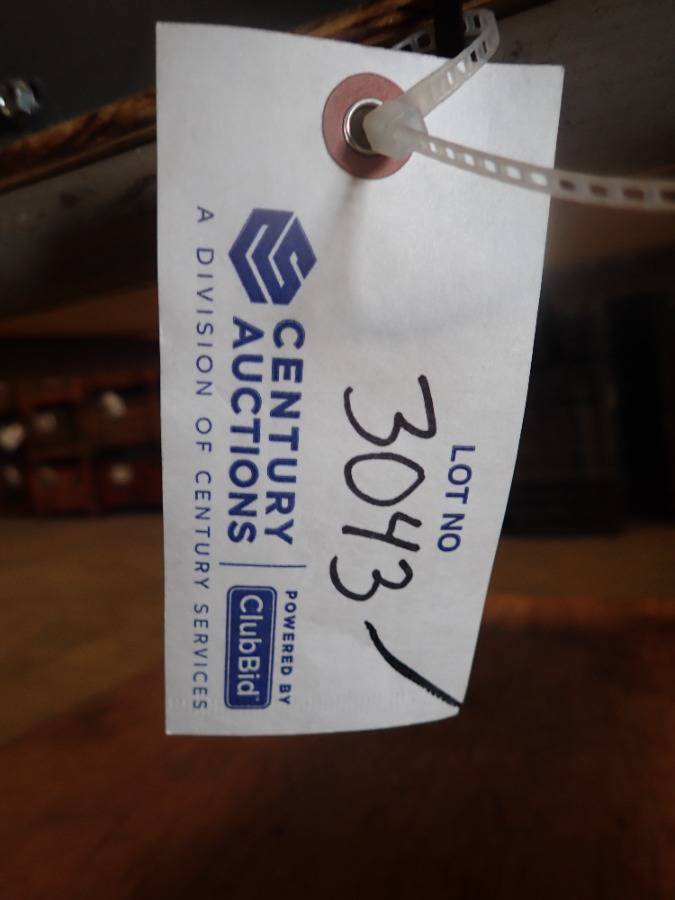 LOT NO
3043
CENTURY
AUCTIONS
POWERED BY
ClubBid
A DIVISION OF CENTURY SERVICES